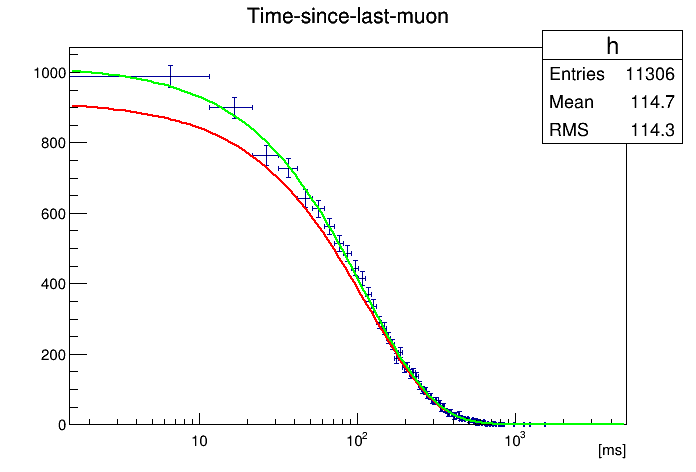 Time-since-last-muon
h
Entries 11306
Mean 114.7
RMS 114.3
1000
800
600
400
200
0
10
10²
10³
[ms]